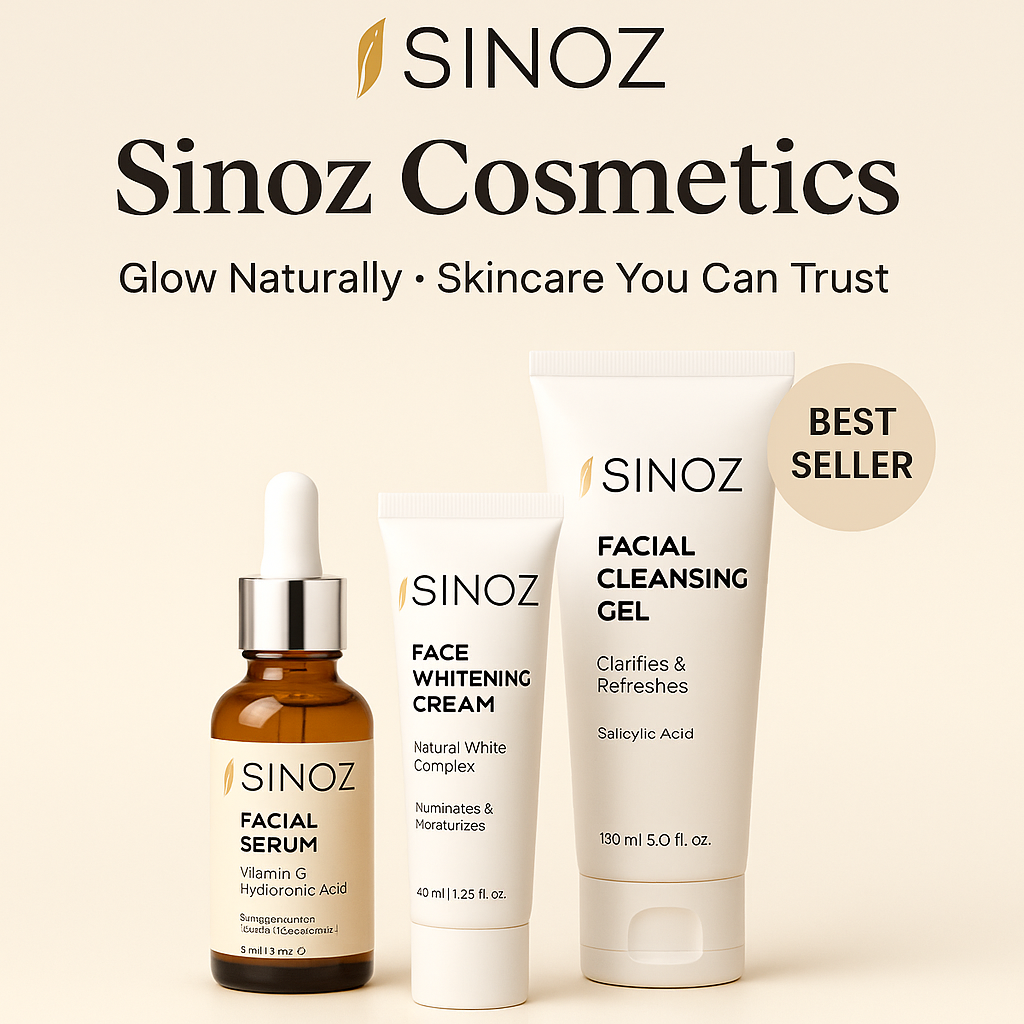 SINOZ
Sinoz Cosmetics
Glow Naturally • Skincare You Can Trust
BEST
SELLER
SINOZ
FACIAL
CLEANSING
GEL
Clarifies &
Refreshes
Salicylic Acid
130 ml 5.0 fl. oz.
SINOZ
FACE
WHITENING
CREAM
Natural White
Complex
Numinates &
Moraturizes
40 ml | 1.25 fl. oz.
SINOZ
FACIAL
SERUM
Vilamin G
Hydioronic Acid